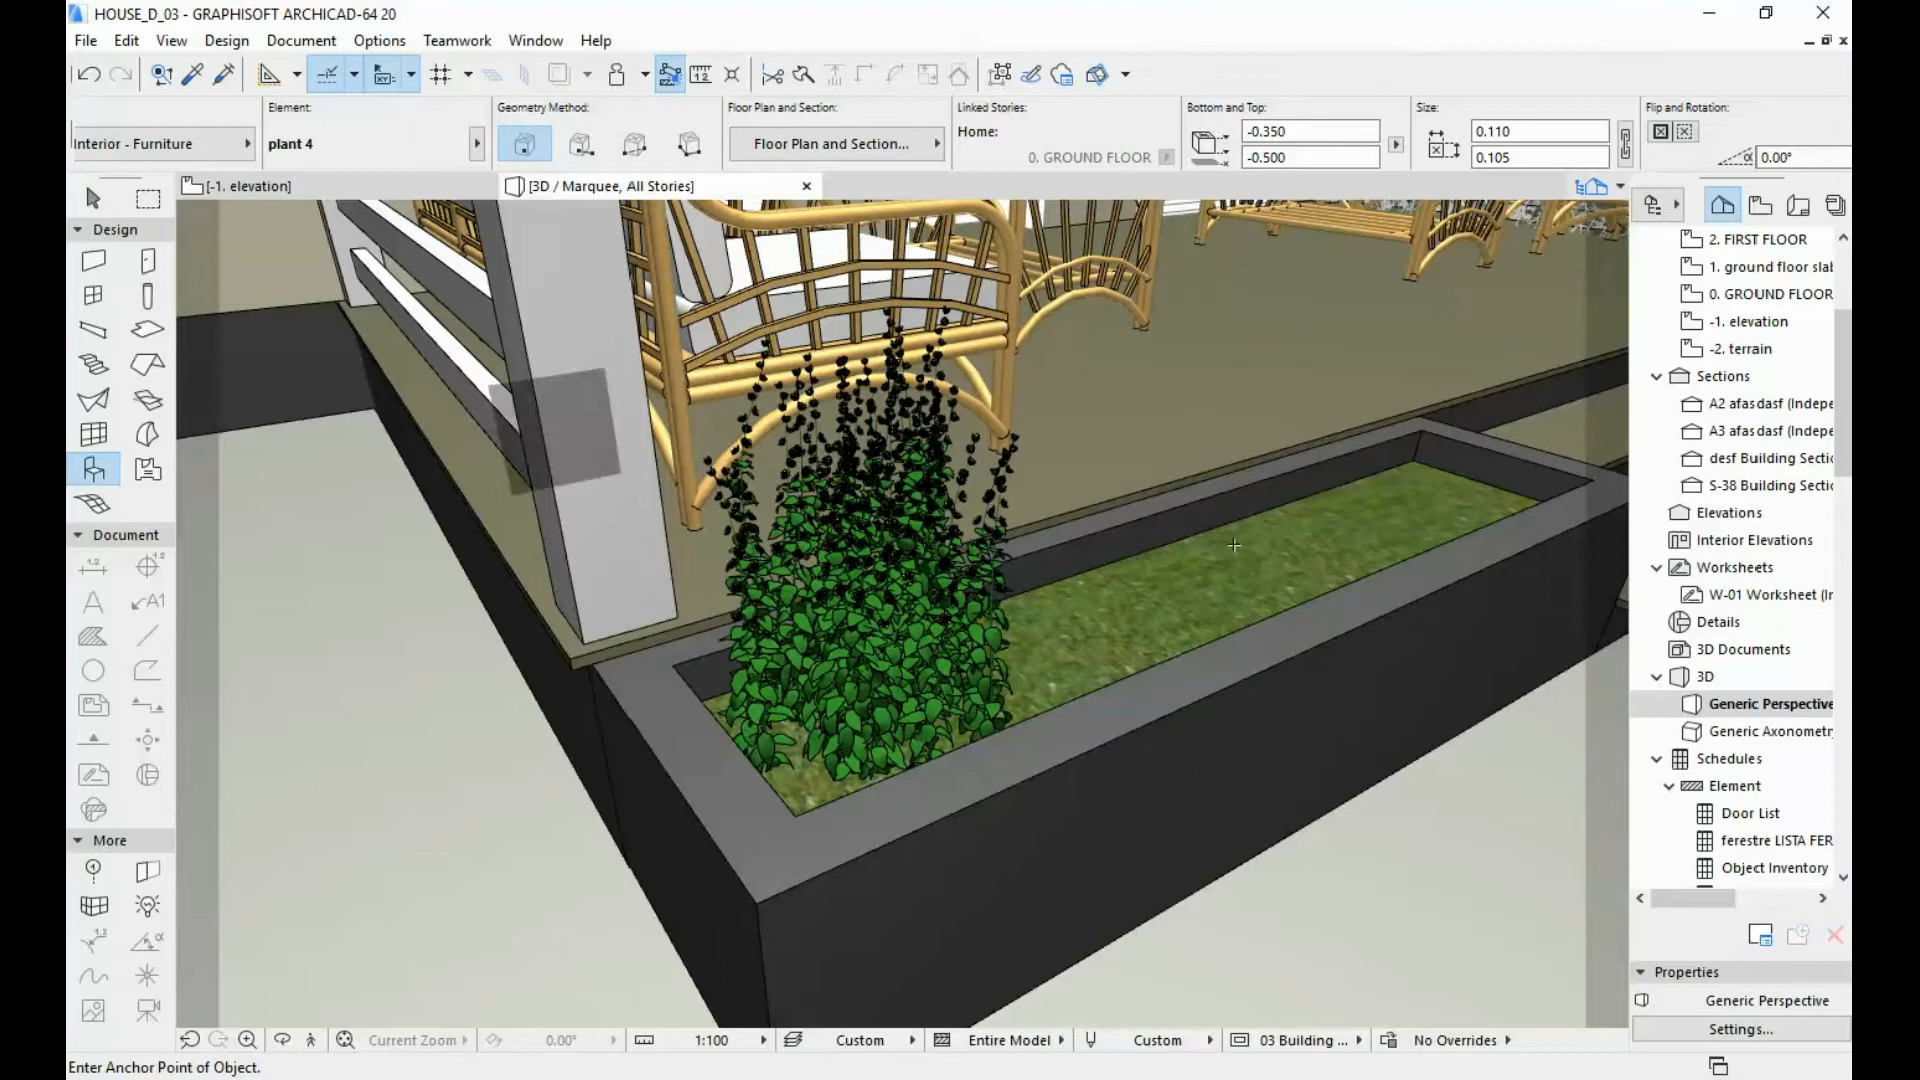 HOUSE_D_03 - GRAPHISOFT ARCHICAD-64 20
File Edit View Design Document Options Teamwork Window Help
Element: Geometry Method: Floor Plan and Section: Linked Stories: Bottom and Top: Size: Flip and Rotation:
Interior - Furniture
plant 4
Floor Plan and Section...
Home:
0. GROUND FLOOR
-0.350
-0.500
0.110
0.105
0.00°
[-1. elevation]
[3D / Marquee, All Stories]
Design
Document
More
2. FIRST FLOOR
1. ground floor slab
0. GROUND FLOOR
-1. elevation
-2. terrain
Sections
A2 afasdasf (Indepe
A3 afasdasf (Indepe
desf Building Sectic
S-38 Building Sectic
Elevations
Interior Elevations
Worksheets
W-01 Worksheet (Ir
Details
3D Documents
3D
Generic Perspective
Generic Axonometr
Schedules
Element
Door List
ferestre LISTA FER
Object Inventory
Properties
Generic Perspective
Settings...
Current Zoom 0.00° 1:100 Custom Entire Model Custom 03 Building ... No Overrides
Enter Anchor Point of Object.